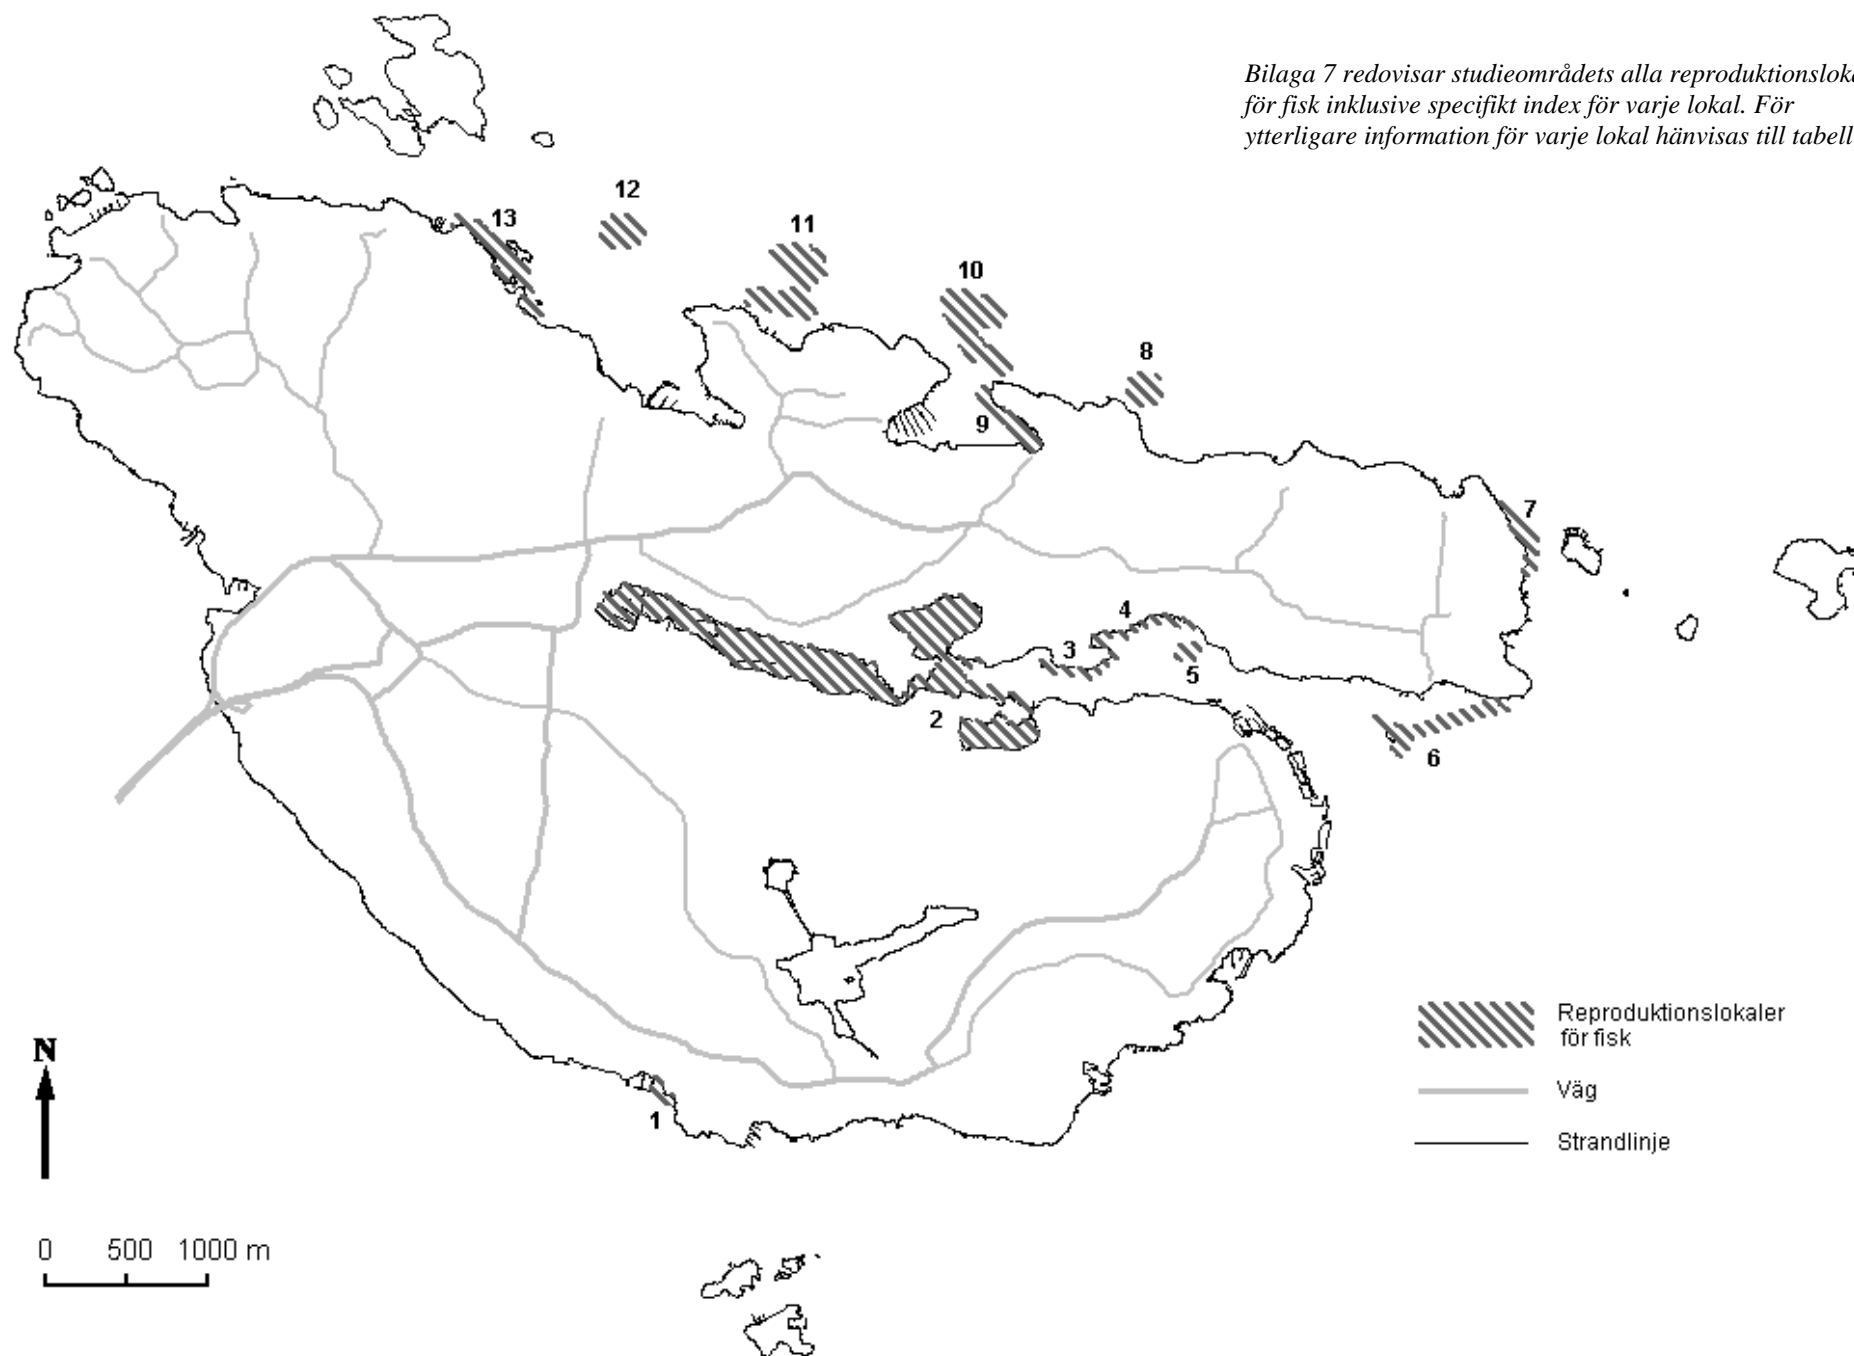 Bilaga 7 redovisar studieområdets alla reproduktionsloka
för fisk inklusive specifikt index för varje lokal. För
ytterligare information för varje lokal hänvisas till tabell
12
13
11
10
8
9
7
4
3
5
2
6
Reproduktionslokaler
för fisk
N
Väg
1
Strandlinje
0 500 1000 m